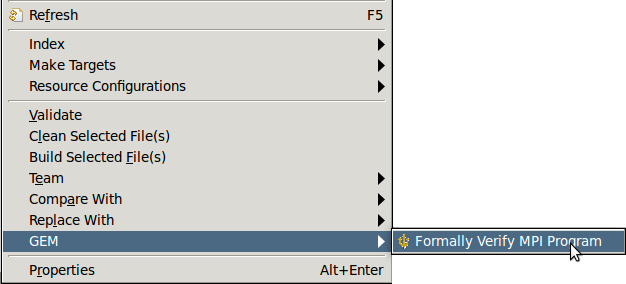 Refresh F5
Index
Make Targets
Resource Configurations
Validate
Clean Selected File(s)
Build Selected File(s)
Team
Compare With
Replace With
GEM Formally Verify MPI Program
Properties Alt+Enter